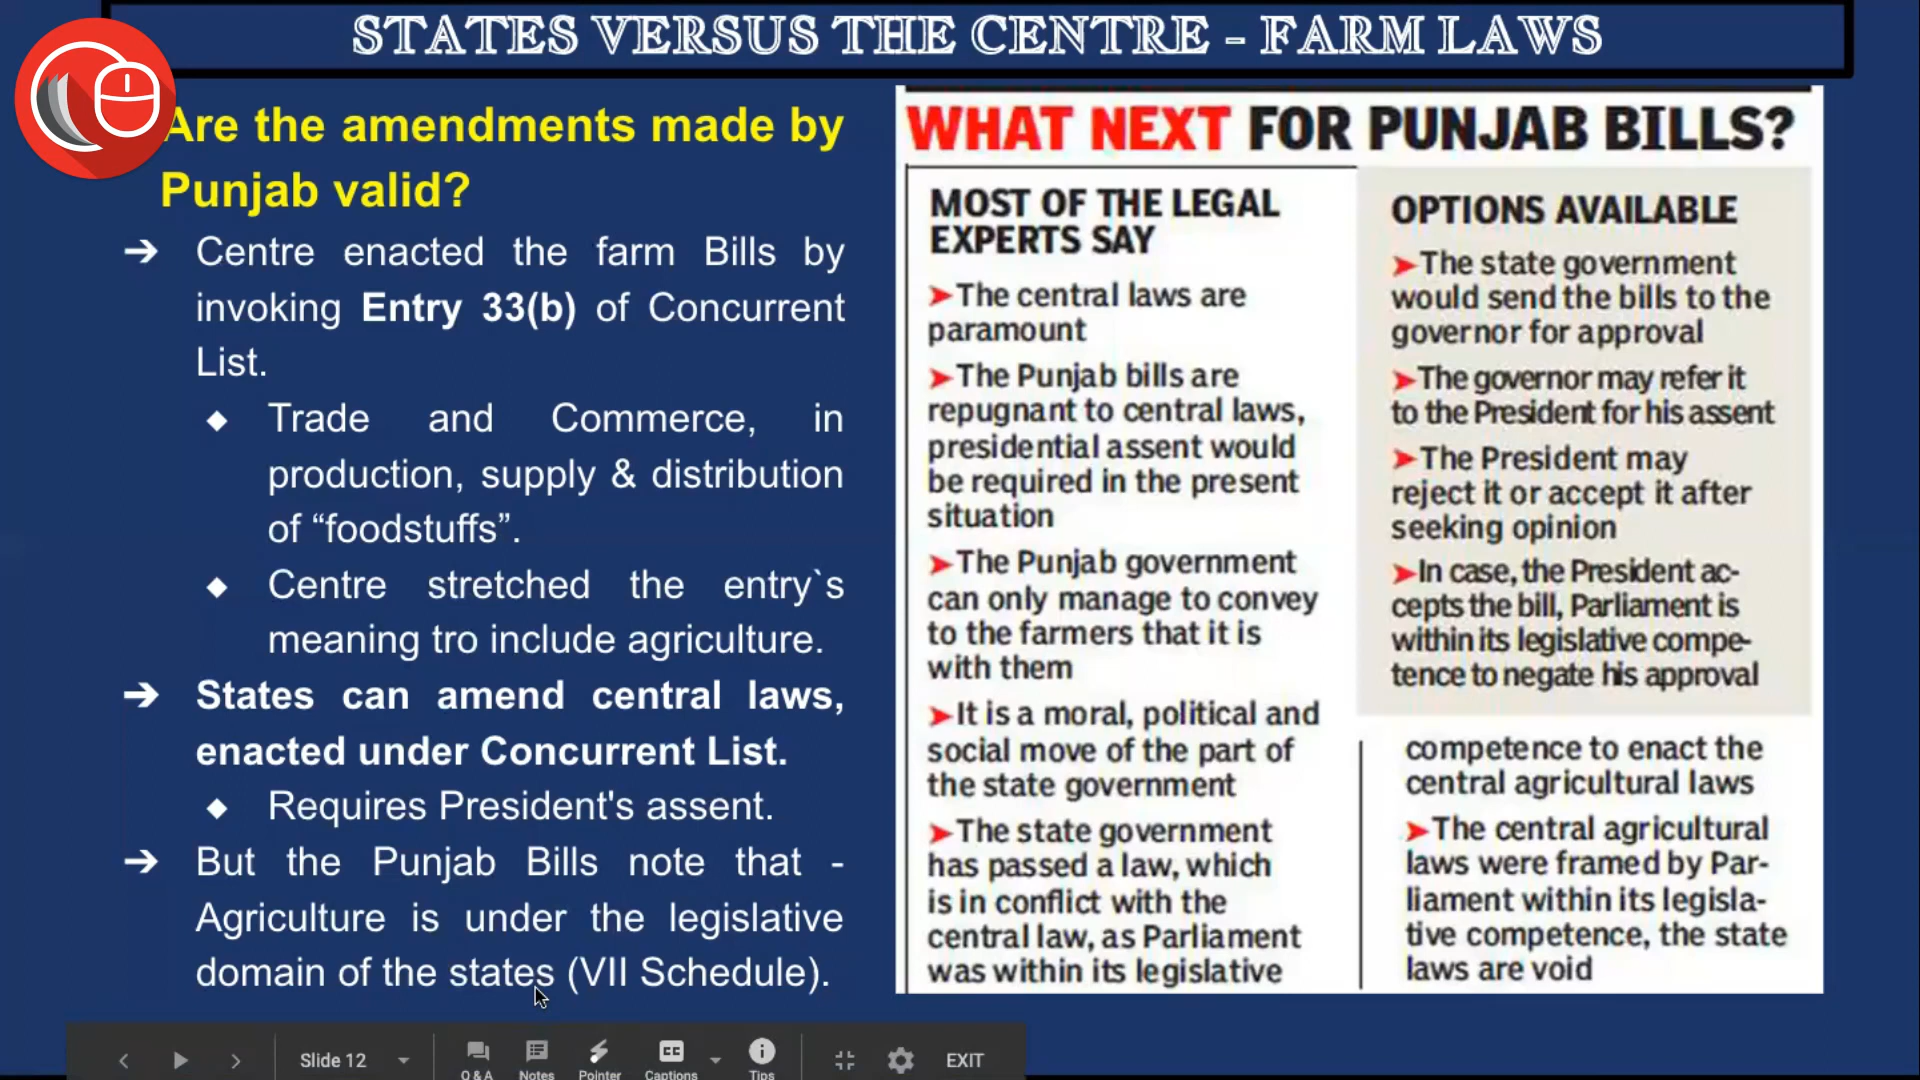 STATES VERSUS THE CENTRE - FARM LAWS
Are the amendments made by
Punjab valid?
➔ Centre enacted the farm Bills by
invoking Entry 33(b) of Concurrent
List.
◆ Trade and Commerce, in
production, supply & distribution
of “foodstuffs”.
◆ Centre stretched the entry`s
meaning tro include agriculture.
➔ States can amend central laws,
enacted under Concurrent List.
◆ Requires President's assent.
➔ But the Punjab Bills note that -
Agriculture is under the legislative
domain of the states (VII Schedule).
WHAT NEXT FOR PUNJAB BILLS?
MOST OF THE LEGAL
EXPERTS SAY
➤The central laws are
paramount
➤The Punjab bills are
repugnant to central laws,
presidential assent would
be required in the present
situation
➤The Punjab government
can only manage to convey
to the farmers that it is
with them
➤It is a moral, political and
social move of the part of
the state government
➤The state government
has passed a law, which
is in conflict with the
central law, as Parliament
was within its legislative
OPTIONS AVAILABLE
➤The state government
would send the bills to the
governor for approval
➤The governor may refer it
to the President for his assent
➤The President may
reject it or accept it after
seeking opinion
➤In case, the President ac-
cepts the bill, Parliament is
within its legislative compe-
tence to negate his approval
competence to enact the
central agricultural laws
➤The central agricultural
laws were framed by Par-
liament within its legisla-
tive competence, the state
laws are void
Slide 12
Q & A
Notes
Pointer
Captions
Tips
EXIT